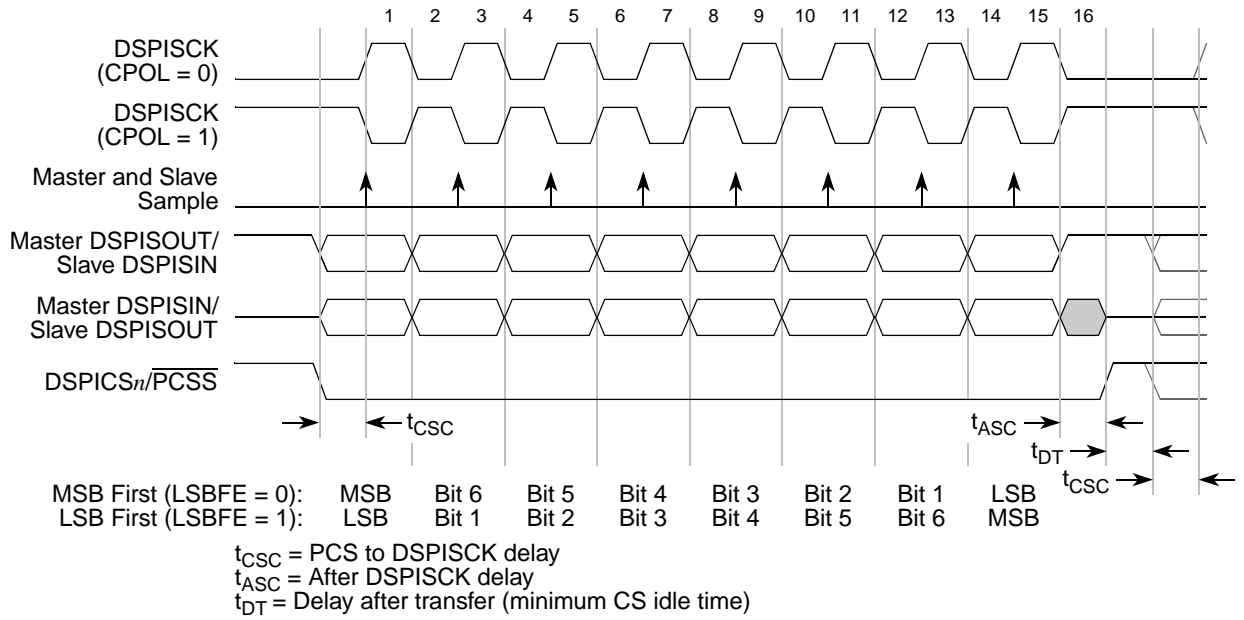 1 2 3 4 5 6 7 8 9 10 11 12 13 14 15 16
DSPISCK
(CPOL = 0)
DSPISCK
(CPOL = 1)
Master and Slave
Sample
Master DSPISOUT/
Slave DSPISIN
Master DSPISIN/
Slave DSPISOUT
DSPICSn/PCSS
tCSC
tASC
tDT
tCSC
MSB First (LSBFE = 0): MSB Bit 6 Bit 5 Bit 4 Bit 3 Bit 2 Bit 1 LSB
LSB First (LSBFE = 1): LSB Bit 1 Bit 2 Bit 3 Bit 4 Bit 5 Bit 6 MSB
tCSC = PCS to DSPISCK delay
tASC = After DSPISCK delay
tDT = Delay after transfer (minimum CS idle time)